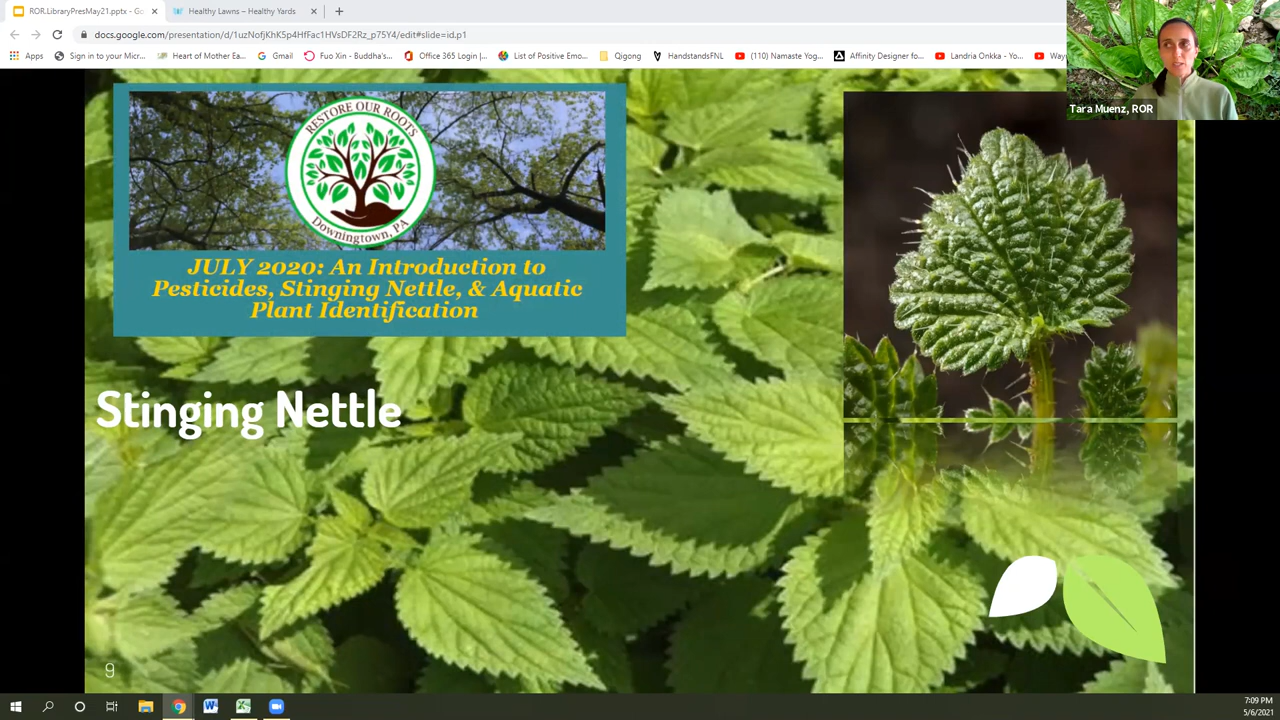 ROR.LibraryPresMay21.pptx - Go
Healthy Lawns – Healthy Yards
docs.google.com/presentation/d/1uzNofjKhK5p4HfFac1HVsDF2Rz_p75Y4/edit#slide=id.p1
Apps
Sign in to your Micr...
Heart of Mother Ea...
Gmail
Fuo Xin - Buddha's...
Office 365 Login |...
List of Positive Emo...
Qigong
HandstandsFNL
(110) Namaste Yog...
Affinity Designer fo...
Landria Onkka - Yo...
Way
Tara Muenz, ROR
RESTORE OUR ROOTS
Downingtown, PA
JULY 2020: An Introduction to
Pesticides, Stinging Nettle, & Aquatic
Plant Identification
Stinging Nettle
9
7:09 PM
5/6/2021